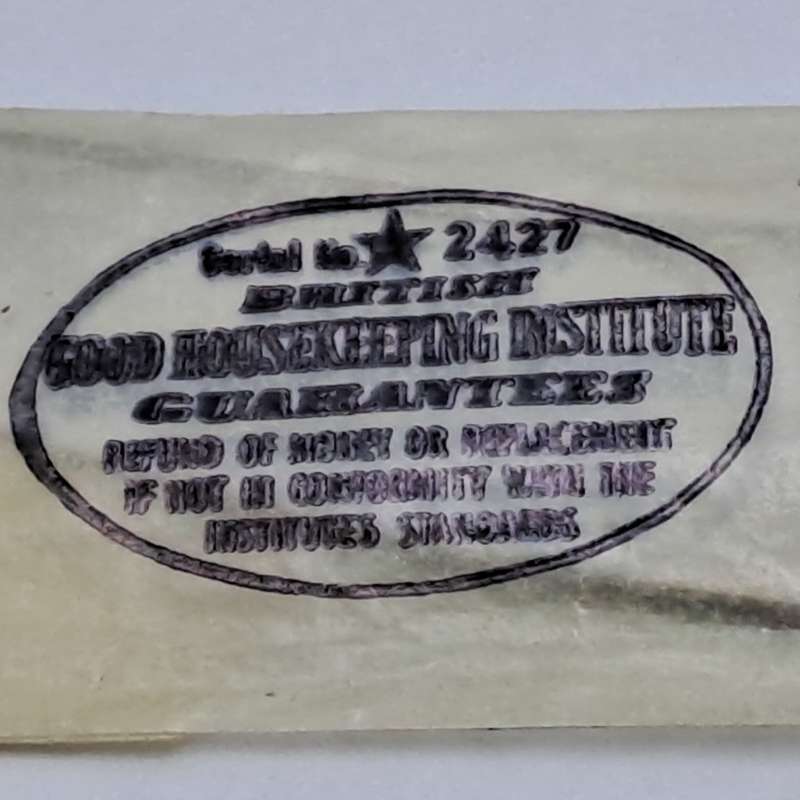 Serial No. ★ 2427
BRITISH
GOOD HOUSEKEEPING INSTITUTE
GUARANTEES
REFUND OF MONEY OR REPLACEMENT
IF NOT IN CONFORMITY WITH THE
INSTITUTES STANDARDS